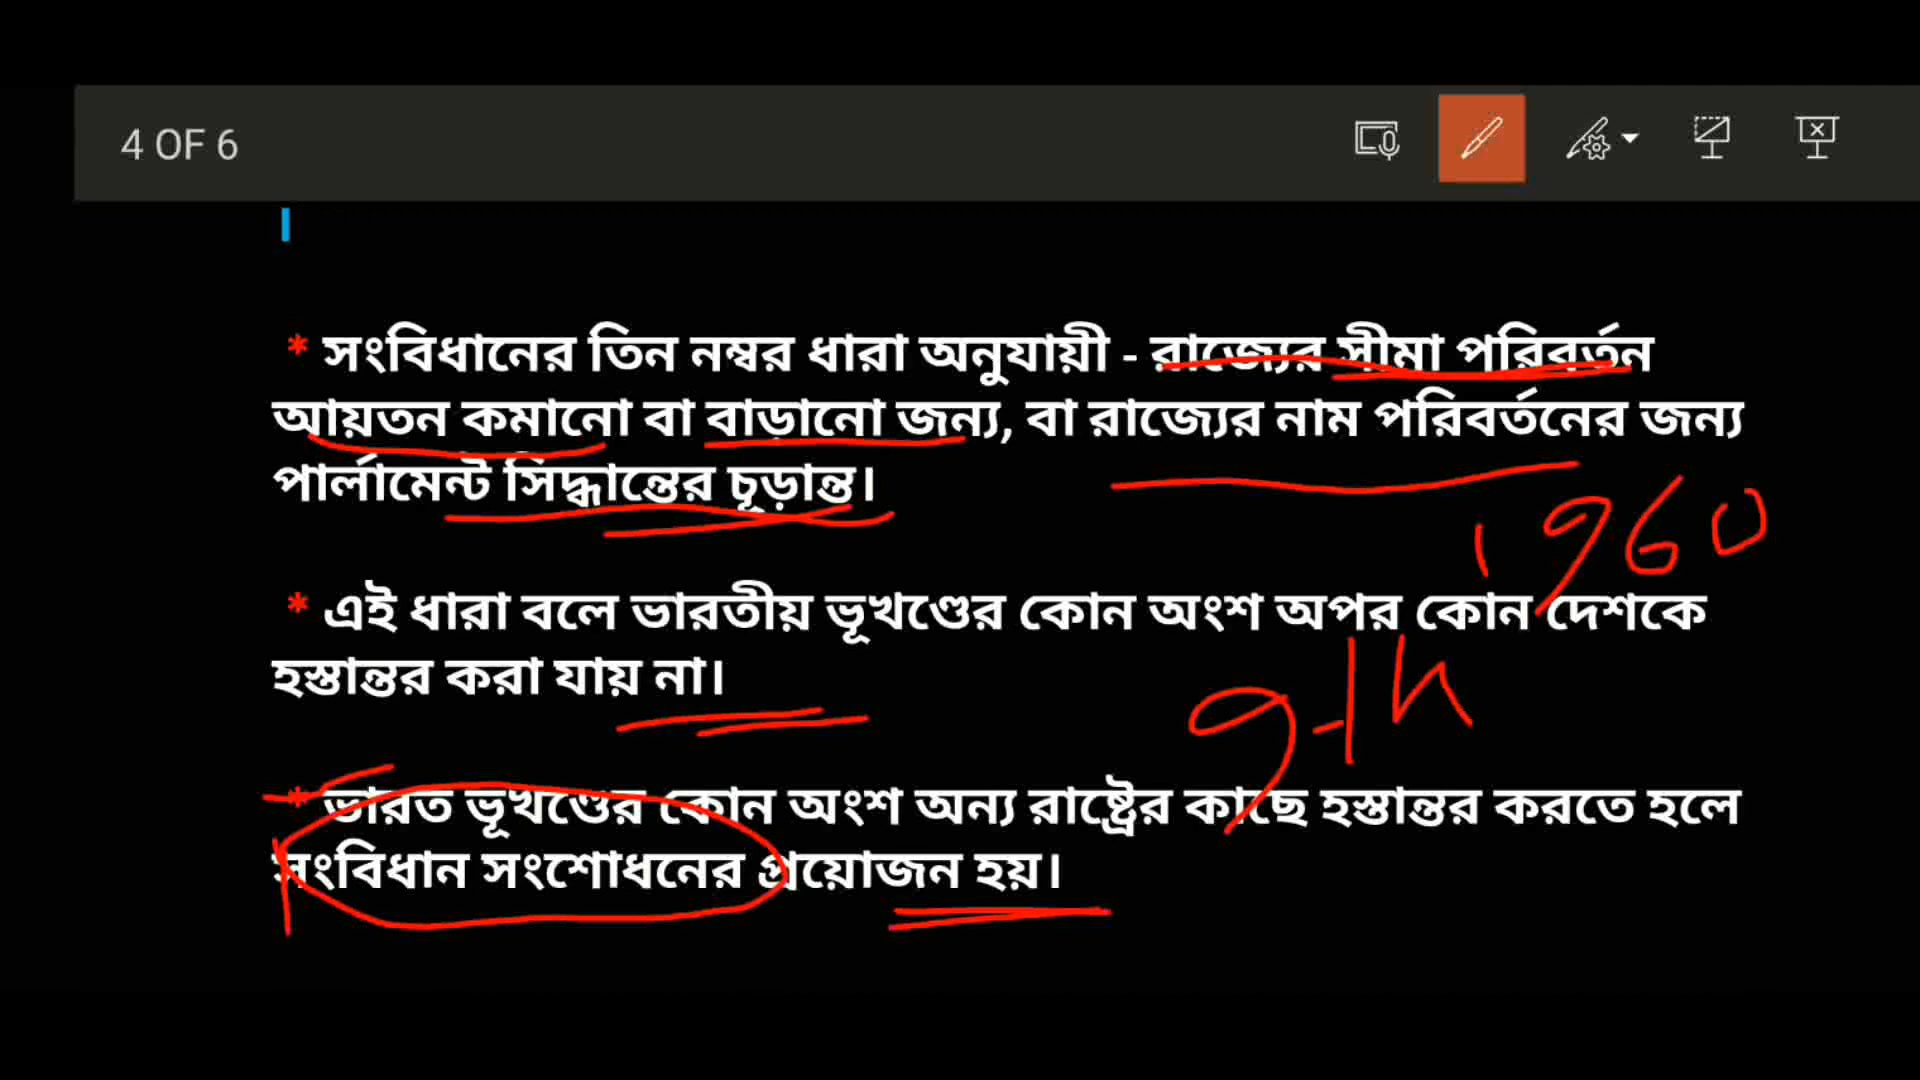 4 OF 6
* সংবিধানের তিন নম্বর ধারা অনুযায়ী - রাজ্যের সীমা পরিবর্তন
আয়তন কমানো বা বাড়ানো জন্য, বা রাজ্যের নাম পরিবর্তনের জন্য
পার্লামেন্ট সিদ্ধান্তের চূড়ান্ত।
1960
* এই ধারা বলে ভারতীয় ভূখণ্ডের কোন অংশ অপর কোন দেশকে
হস্তান্তর করা যায় না।
9th
* ভারত ভূখণ্ডের কোন অংশ অন্য রাষ্ট্রের কাছে হস্তান্তর করতে হলে
সংবিধান সংশোধনের প্রয়োজন হয়।